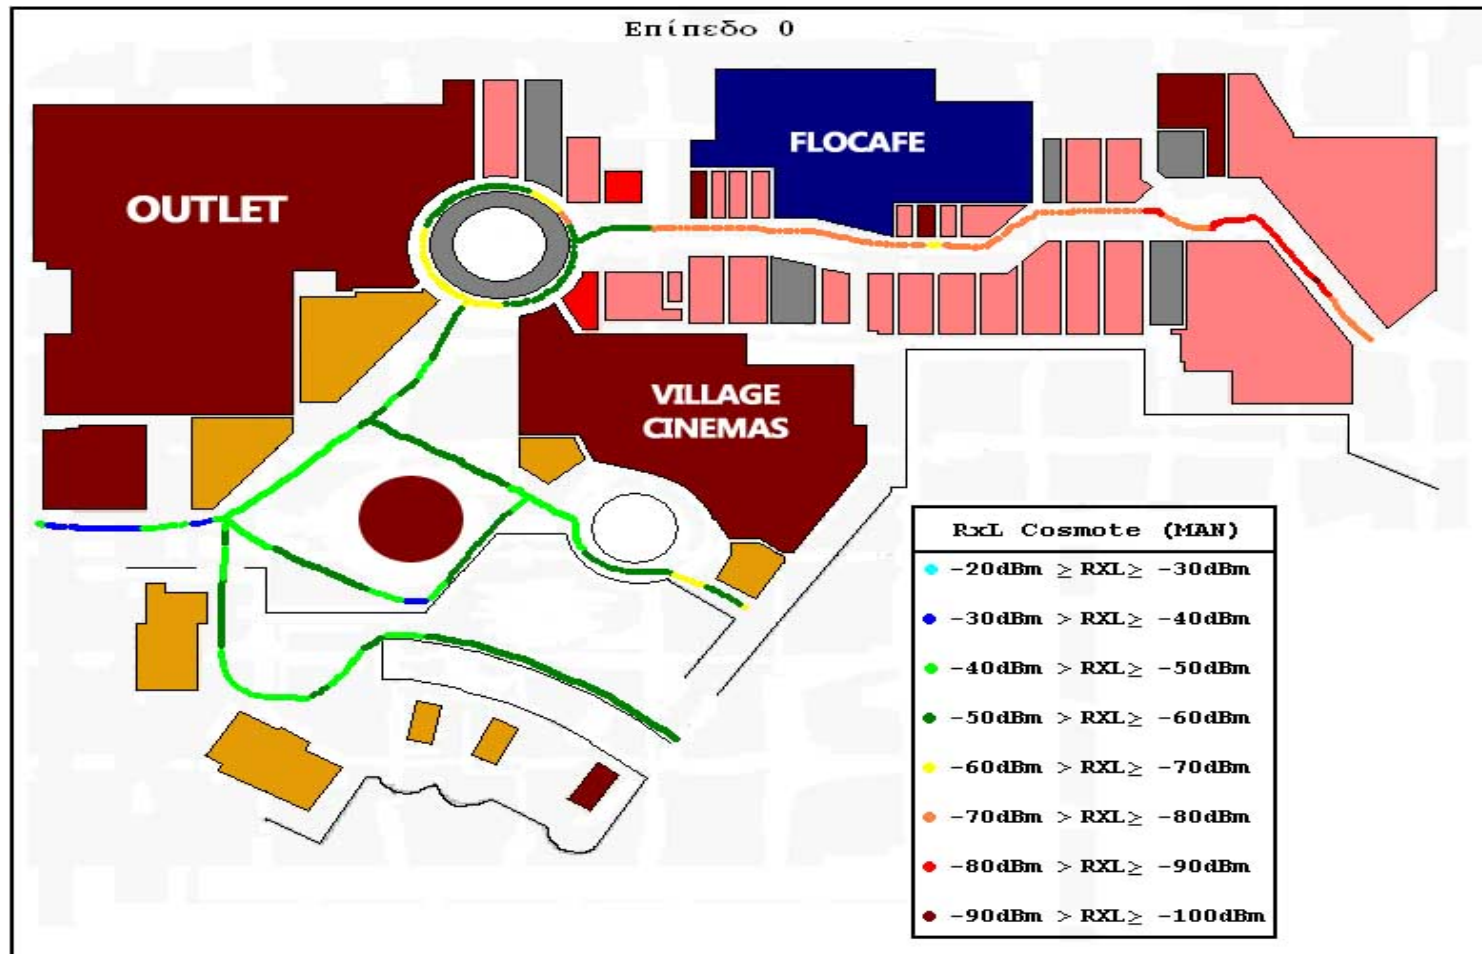 Επίπεδο 0
FLOCAFE
OUTLET
VILLAGE
CINEMAS
RxL Cosmote (MAN)
-20dBm ≥ RXL ≥ -30dBm
-30dBm > RXL ≥ -40dBm
-40dBm > RXL ≥ -50dBm
-50dBm > RXL ≥ -60dBm
-60dBm > RXL ≥ -70dBm
-70dBm > RXL ≥ -80dBm
-80dBm > RXL ≥ -90dBm
-90dBm > RXL ≥ -100dBm